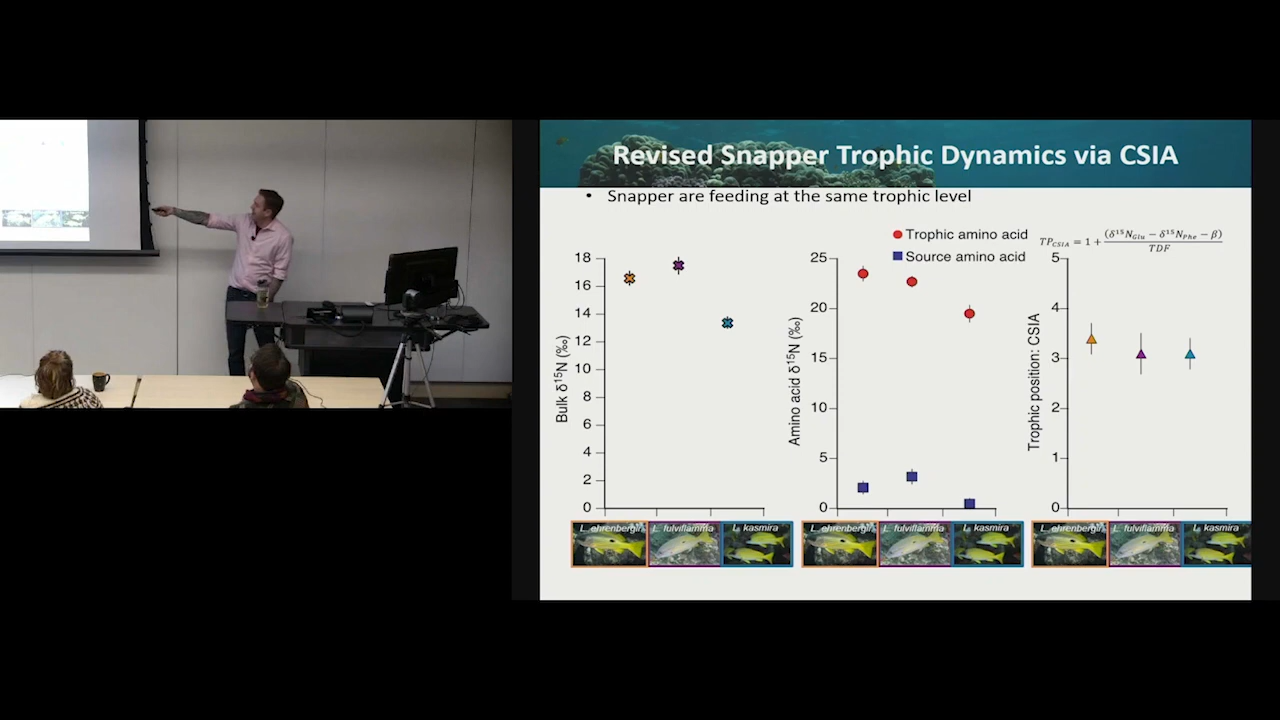 Revised Snapper Trophic Dynamics via CSIA
• Snapper are feeding at the same trophic level
Bulk δ¹⁵N (‰)
18
16
14
12
10
8
6
4
2
0
L. ehrenbergii
L. fulviflamma
L. kasmira
Trophic amino acid
Source amino acid
Amino acid δ¹⁵N (‰)
25
20
15
10
5
0
L. ehrenbergii
L. fulviflamma
L. kasmira
TP_CSIA = 1 + (δ¹⁵N_Glu − δ¹⁵N_Phe − β) / TDF
Trophic position: CSIA
5
4
3
2
1
0
L. ehrenbergii
L. fulviflamma
L. kasmira